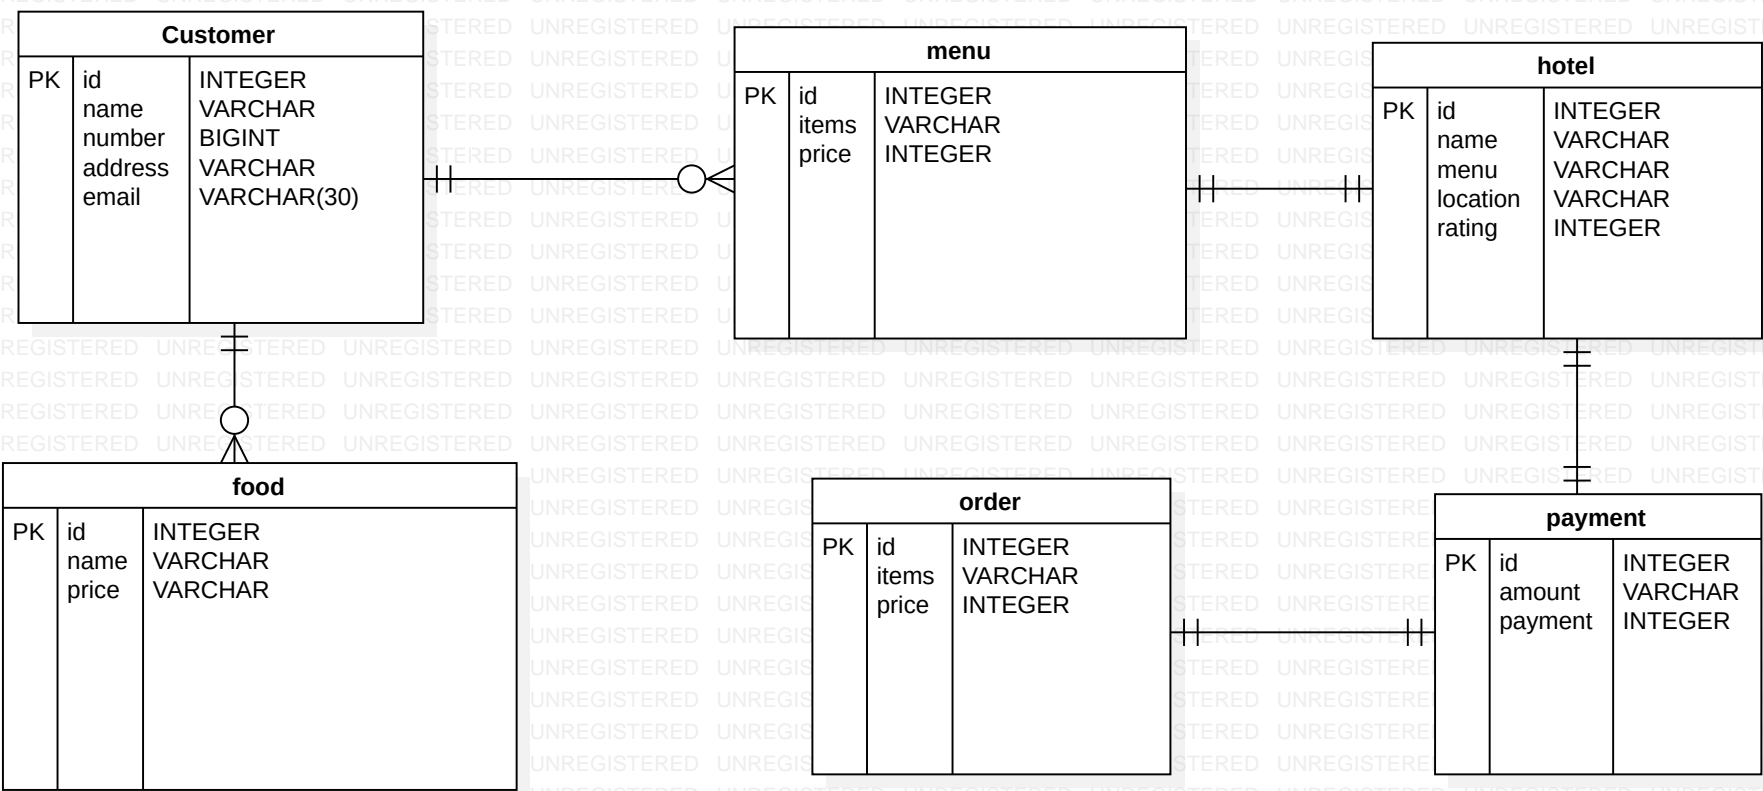 Customer
PK id INTEGER
name VARCHAR
number BIGINT
address VARCHAR
email VARCHAR(30)
menu
PK id INTEGER
items VARCHAR
price INTEGER
hotel
PK id INTEGER
name VARCHAR
menu VARCHAR
location VARCHAR
rating INTEGER
food
PK id INTEGER
name VARCHAR
price VARCHAR
order
PK id INTEGER
items VARCHAR
price INTEGER
payment
PK id INTEGER
amount VARCHAR
payment INTEGER
UNREGISTERED